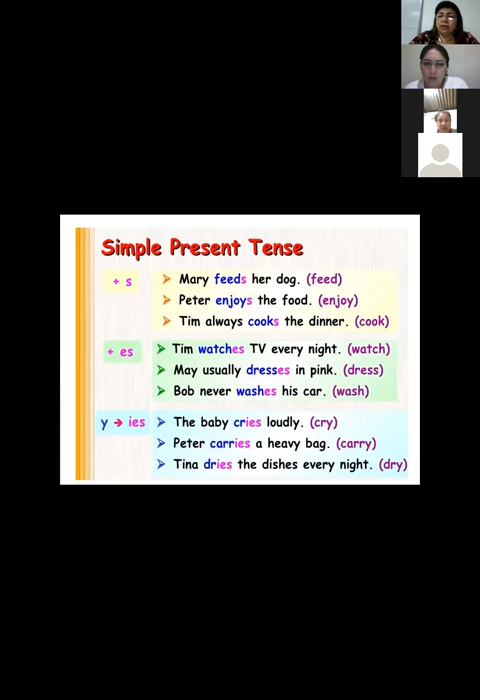 Simple Present Tense
+ s
➢ Mary feeds her dog. (feed)
➢ Peter enjoys the food. (enjoy)
➢ Tim always cooks the dinner. (cook)
+ es
➢ Tim watches TV every night. (watch)
➢ May usually dresses in pink. (dress)
➢ Bob never washes his car. (wash)
y ➔ ies
➢ The baby cries loudly. (cry)
➢ Peter carries a heavy bag. (carry)
➢ Tina dries the dishes every night. (dry)